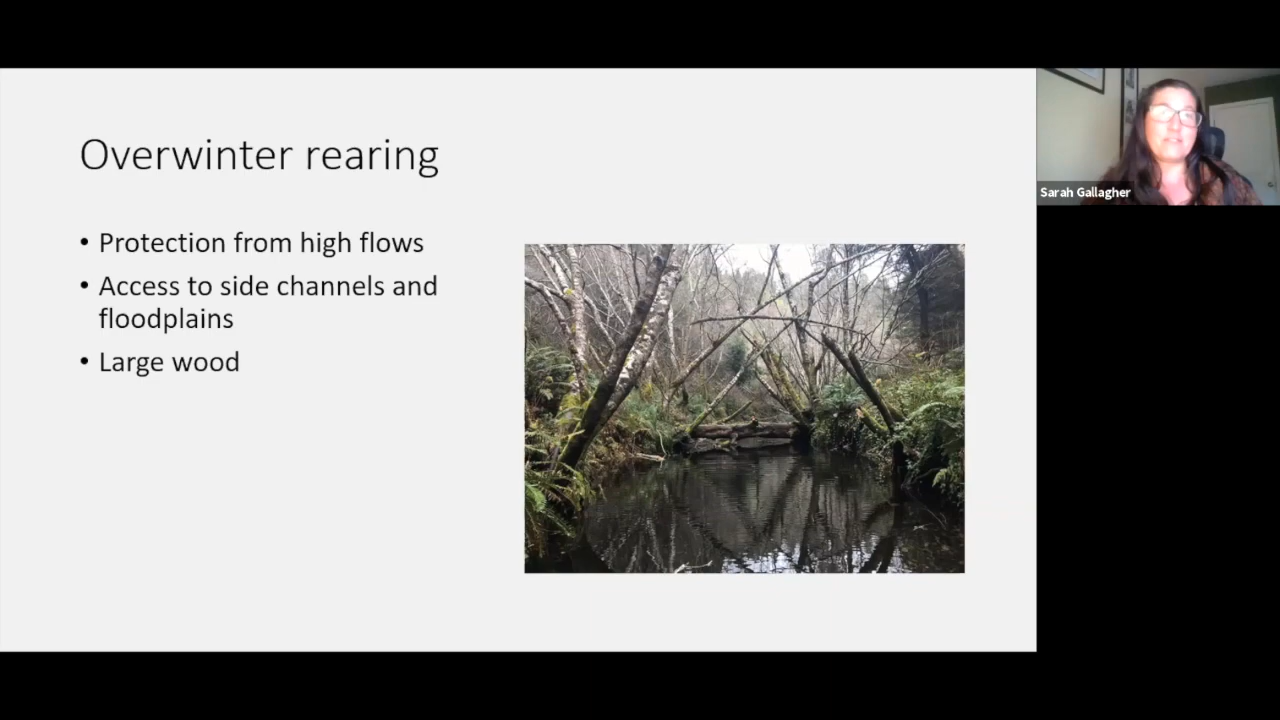 Overwinter rearing
• Protection from high flows
• Access to side channels and
floodplains
• Large wood
Sarah Gallagher